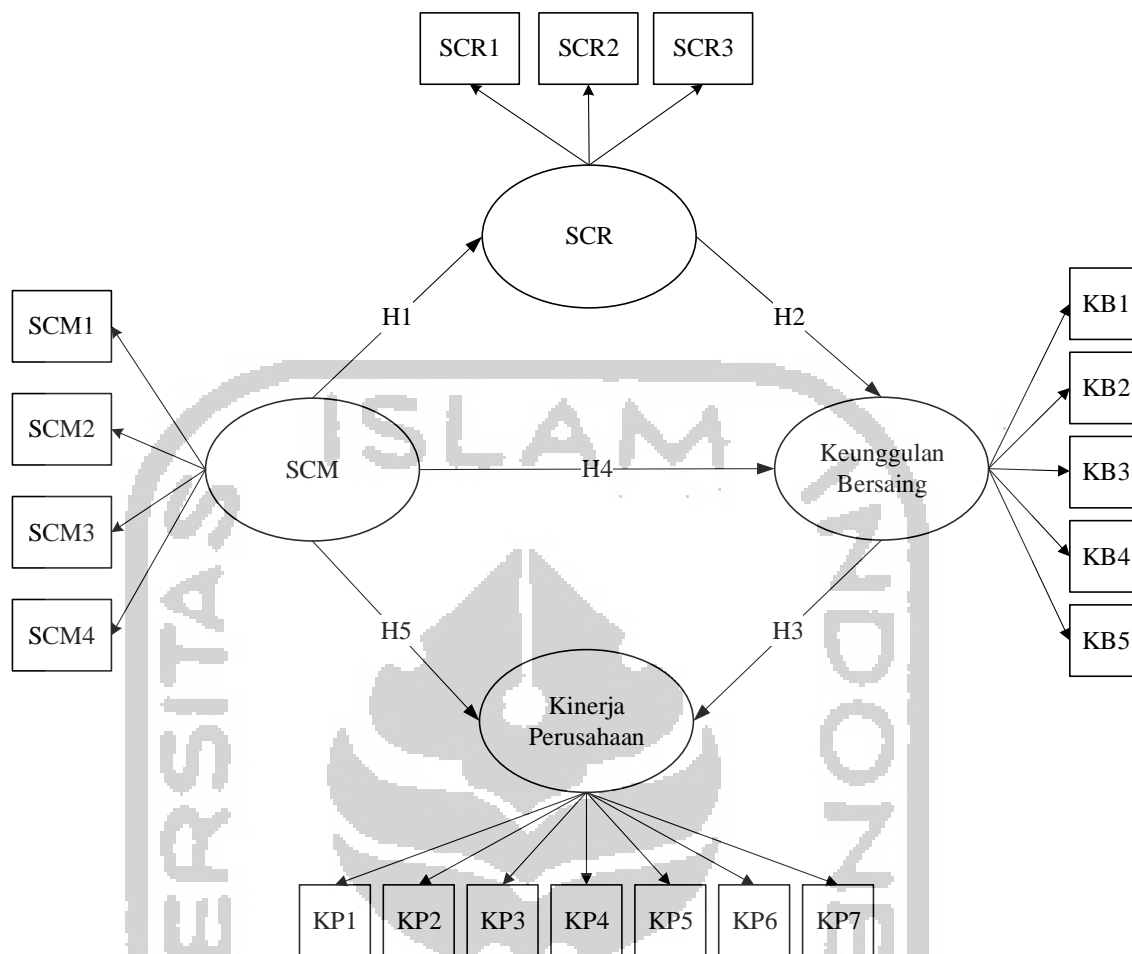 SCR1 SCR2 SCR3
SCR
H1 H2
SCM1
SCM2
SCM3
SCM4
SCM
H4
Keunggulan
Bersaing
KB1
KB2
KB3
KB4
KB5
H5 H3
Kinerja
Perusahaan
KP1 KP2 KP3 KP4 KP5 KP6 KP7
ISLAM